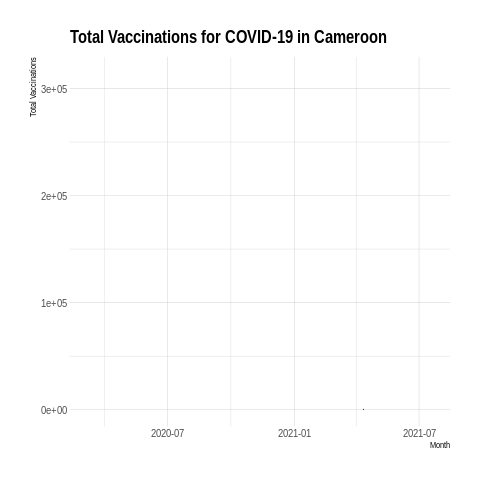 Total Vaccinations for COVID-19 in Cameroon
Total Vaccinations
3e+05
2e+05
1e+05
0e+00
2020-07 2021-01 2021-07
Month